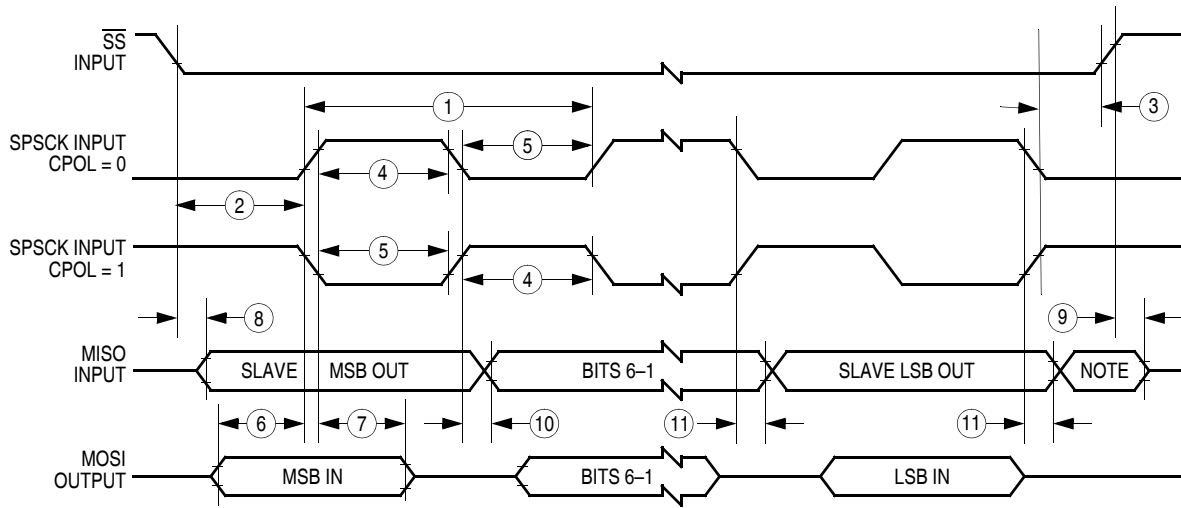 SS
INPUT
1
3
SPSCK INPUT
CPOL = 0
5
4
2
SPSCK INPUT
CPOL = 1
5
4
8
9
MISO
INPUT
SLAVE MSB OUT
BITS 6–1
SLAVE LSB OUT
NOTE
6
7
10
11
11
MOSI
OUTPUT
MSB IN
BITS 6–1
LSB IN